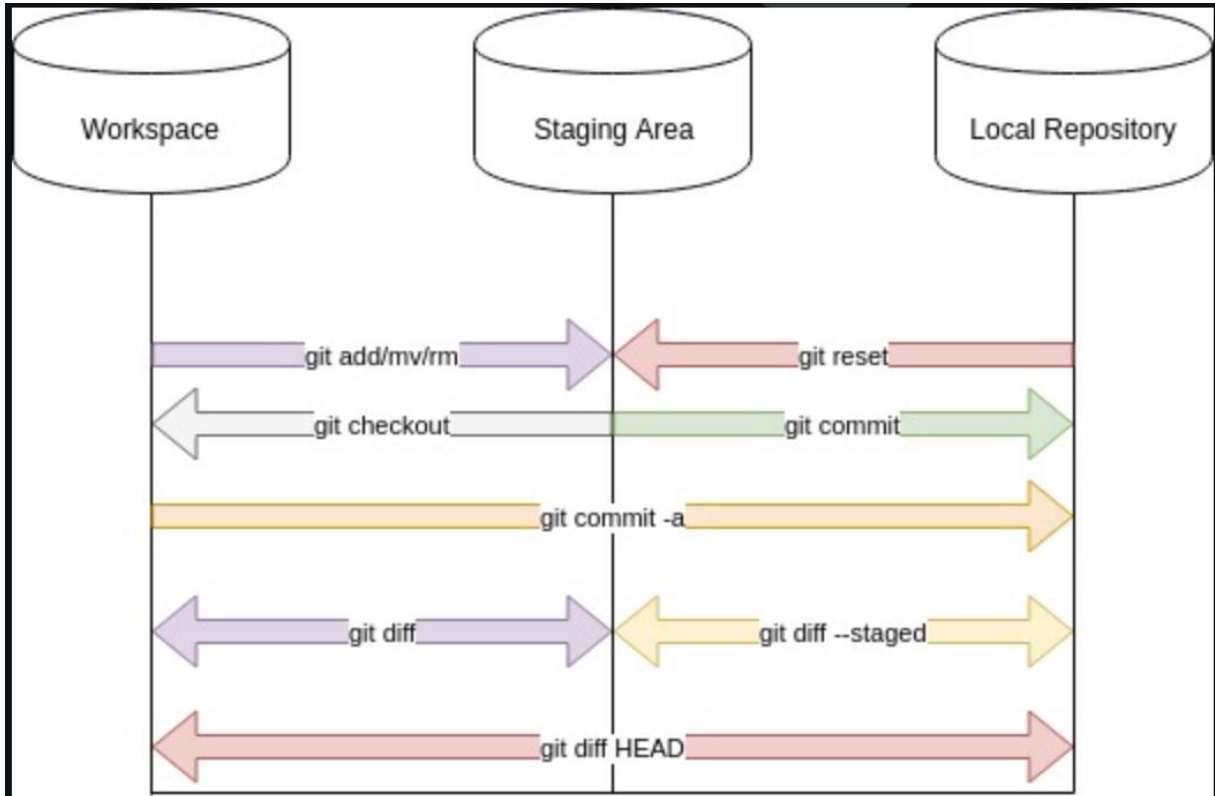 Workspace
Staging Area
Local Repository
git add/mv/rm
git reset
git checkout
git commit
git commit -a
git diff
git diff --staged
git diff HEAD